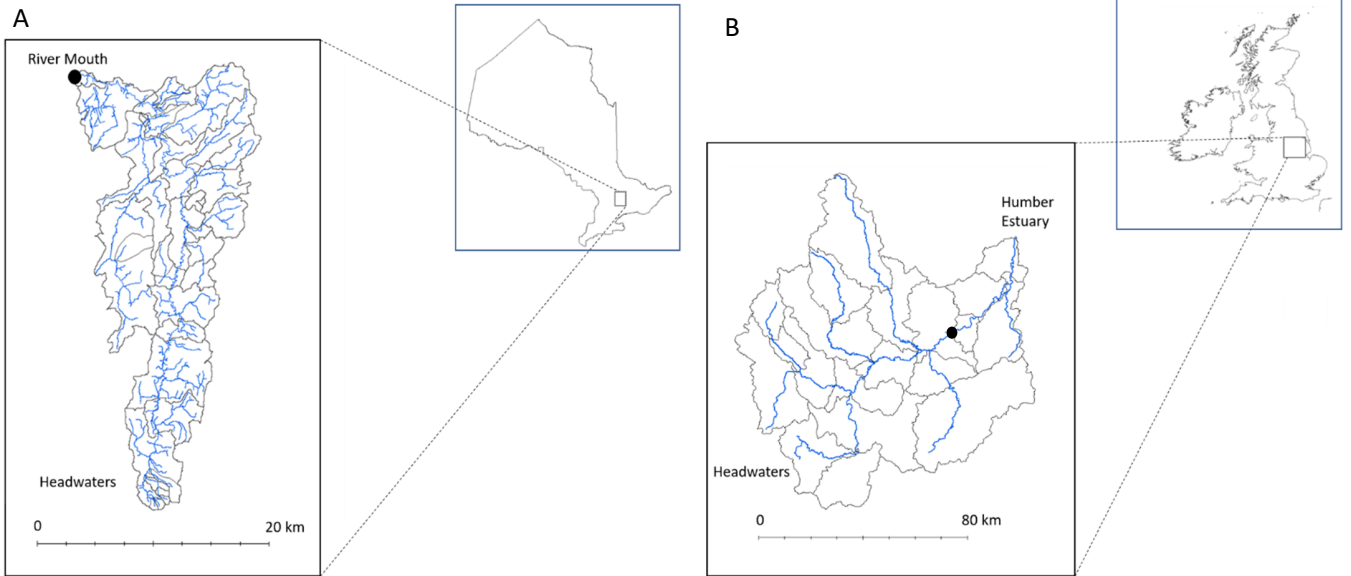 A
River Mouth
Headwaters
0 20 km
B
Humber
Estuary
Headwaters
0 80 km